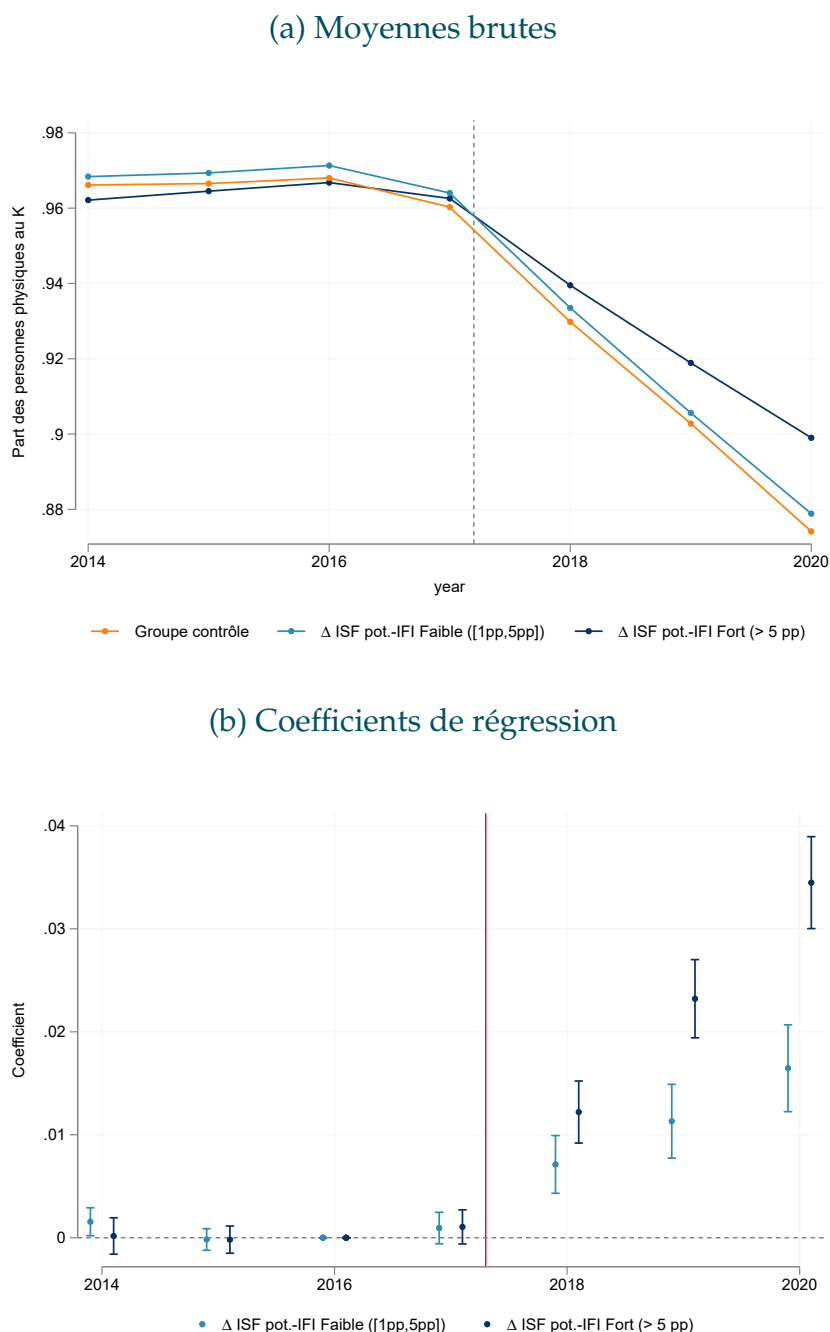 (a) Moyennes brutes
Part des personnes physiques au K
.98
.96
.94
.92
.9
.88
2014
2016
2018
2020
year
Groupe contrôle
Δ ISF pot.-IFI Faible ([1pp,5pp])
Δ ISF pot.-IFI Fort (> 5 pp)
(b) Coefficients de régression
Coefficient
.04
.03
.02
.01
0
2014
2016
2018
2020
Δ ISF pot.-IFI Faible ([1pp,5pp])
Δ ISF pot.-IFI Fort (> 5 pp)